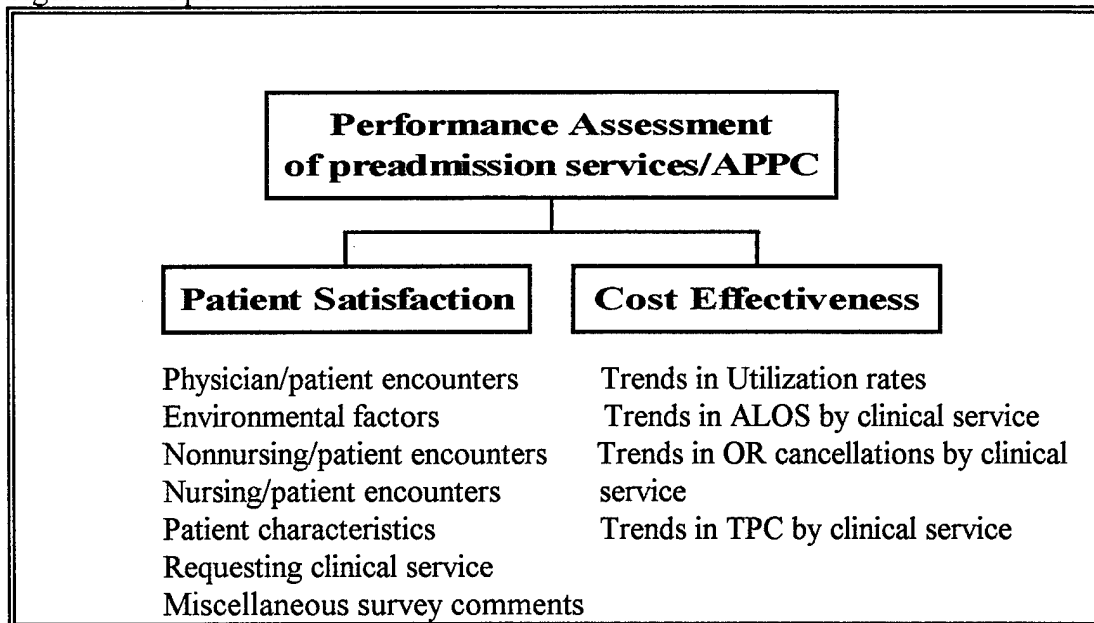 Performance Assessment
of preadmission services/APPC
Patient Satisfaction
Physician/patient encounters
Environmental factors
Nonnursing/patient encounters
Nursing/patient encounters
Patient characteristics
Requesting clinical service
Miscellaneous survey comments
Cost Effectiveness
Trends in Utilization rates
Trends in ALOS by clinical service
Trends in OR cancellations by clinical
service
Trends in TPC by clinical service